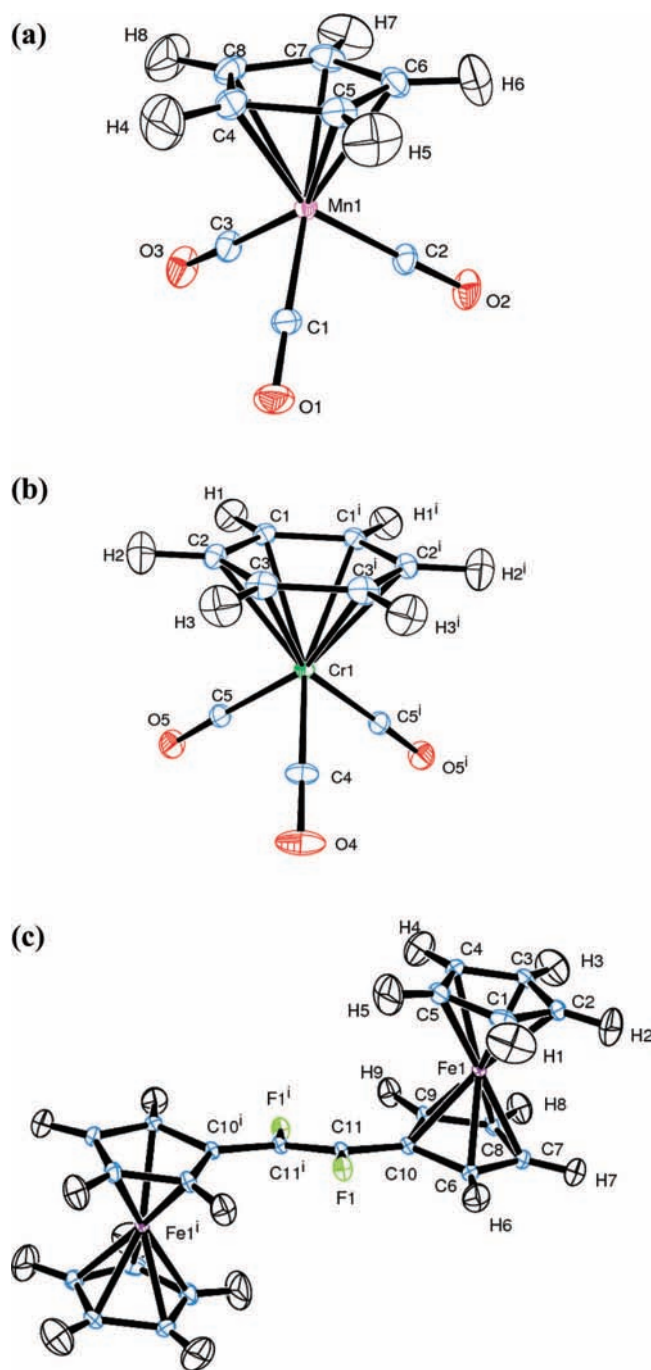 (a)
H7
H8
C7
C8
C6
C5
H6
H4
C4
H5
Mn1
C3
C2
O3
O2
C1
O1
(b)
H1
C1
C1i
H1i
H2
C2
C2i
C3
C3i
H2i
H3
H3i
Cr1
C5
C5i
O5
O5i
C4
O4
(c)
H4
C4
C3
H3
C1
C2
H5
C5
H2
Fe1
H1
F1i
H9
C9
H8
C10i
C11
C8
C7
C11i
C10
C6
H7
F1
H6
Fe1i